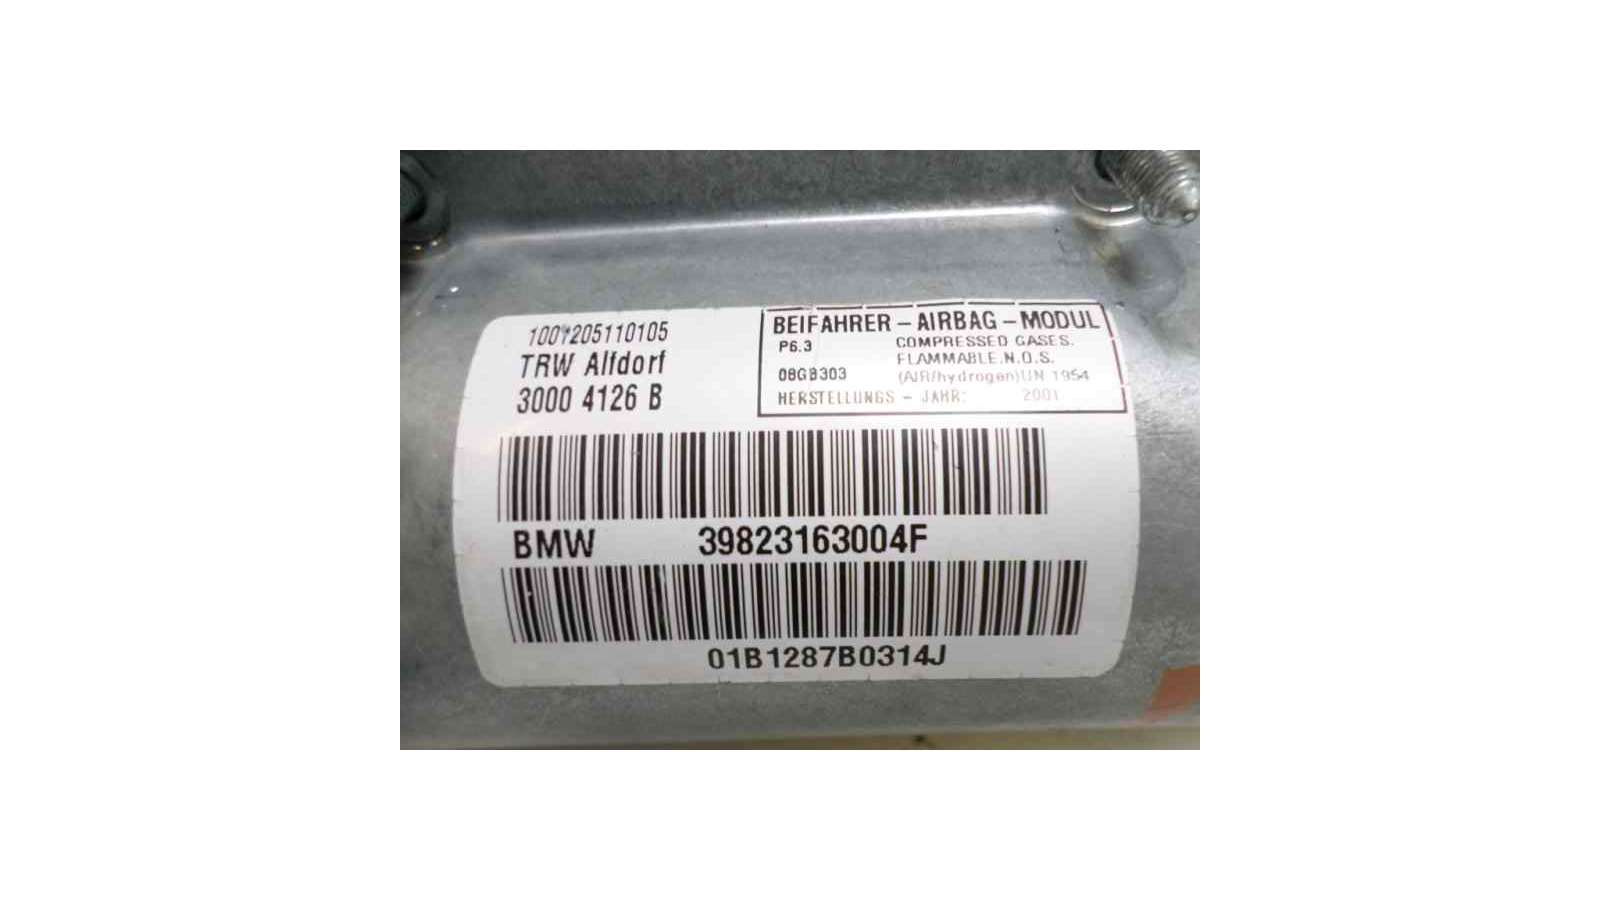 1001205110105
TRW Alfdorf
3000 4126 B
BEIFAHRER - AIRBAG - MODUL
P6.3 COMPRESSED GASES.
FLAMMABLE.N.O.S.
08GB303 (AIR/hydrogen)UN 1954
HERSTELLUNGS - JAHR: 2001
BMW 39823163004F
01B1287B0314J